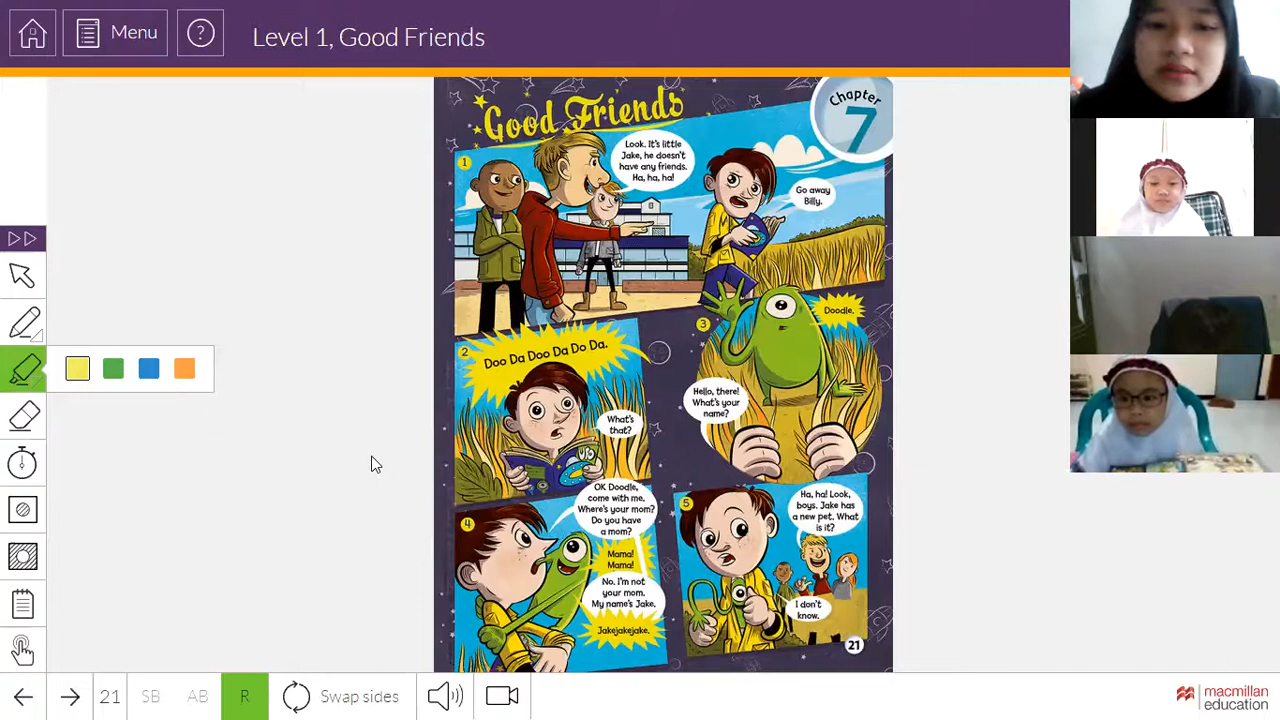 Menu
?
Level 1, Good Friends
Good Friends
Chapter
7
1
Look. It's little
Jake, he doesn't
have any friends.
Ha, ha, ha!
Go away
Billy.
2
Doo Da Doo Da Do Da.
What's
that?
3
Doodle.
Hello, there!
What's your
name?
4
OK Doodle,
come with me.
Where's your mom?
Do you have
a mom?
Mama!
Mama!
No. I'm not
your mom.
My name's Jake.
Jakejakejake.
5
Ha, ha! Look,
boys. Jake has
a new pet. What
is it?
I don't
know.
21
21
SB
AB
R
Swap sides
macmillan
education